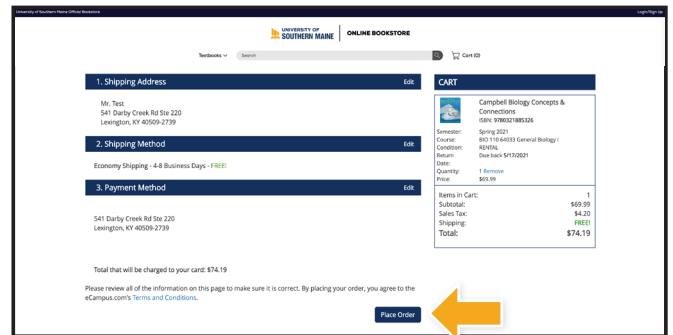 University of Southern Maine Official Bookstore
Login/Sign Up
UNIVERSITY OF
SOUTHERN MAINE
ONLINE BOOKSTORE
Textbooks
Search
Cart (0)
1. Shipping Address
Edit
Mr. Test
541 Darby Creek Rd Ste 220
Lexington, KY 40509-2739
2. Shipping Method
Edit
Economy Shipping - 4-8 Business Days - FREE!
3. Payment Method
Edit
541 Darby Creek Rd Ste 220
Lexington, KY 40509-2739
Total that will be charged to your card: $74.19
Please review all of the information on this page to make sure it is correct. By placing your order, you agree to the
eCampus.com's Terms and Conditions.
Place Order
CART
Campbell Biology Concepts &
Connections
ISBN: 9780321885326
Semester: Spring 2021
Course: BIO 110 64033 General Biology I
Condition: RENTAL
Return Due back 5/17/2021
Date:
Quantity: 1 Remove
Price: $69.99
Items in Cart: 1
Subtotal: $69.99
Sales Tax: $4.20
Shipping: FREE!
Total: $74.19